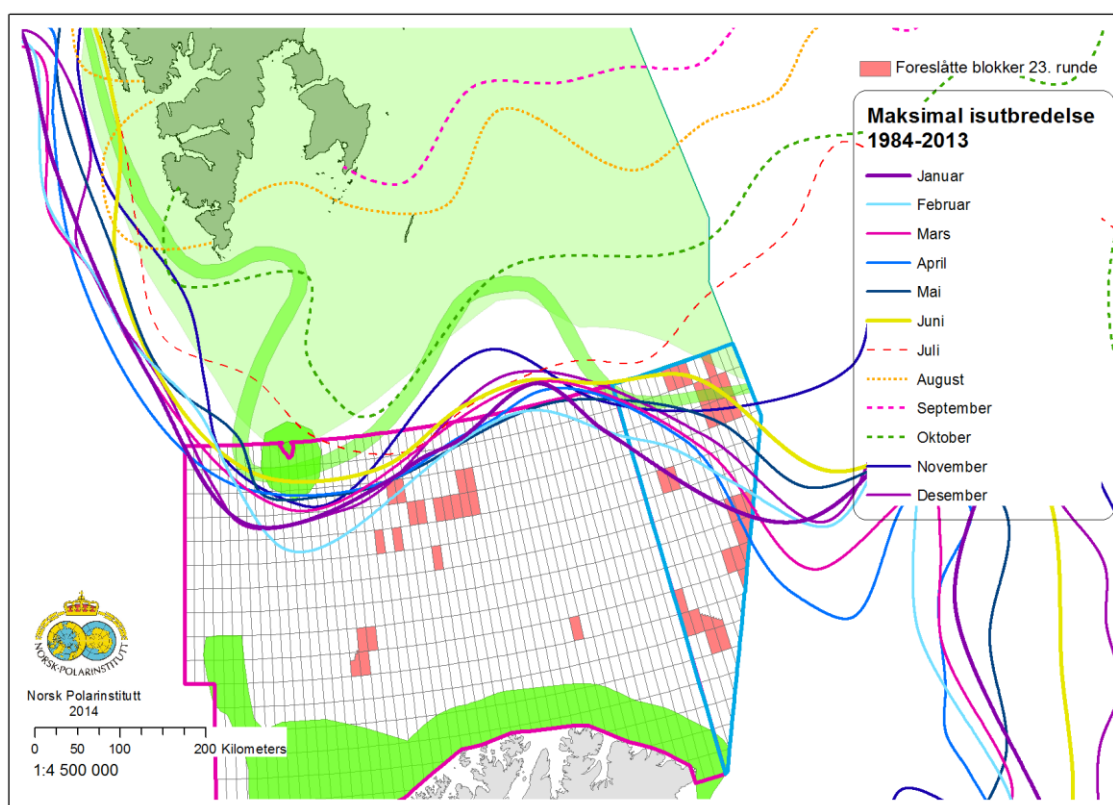 Foreslåtte blokker 23. runde
Maksimal isutbredelse
1984-2013
Januar
Februar
Mars
April
Mai
Juni
Juli
August
September
Oktober
November
Desember
NORSK-POLARINSTITUTT
Norsk Polarinstitutt
2014
0 50 100 200 Kilometers
1:4 500 000